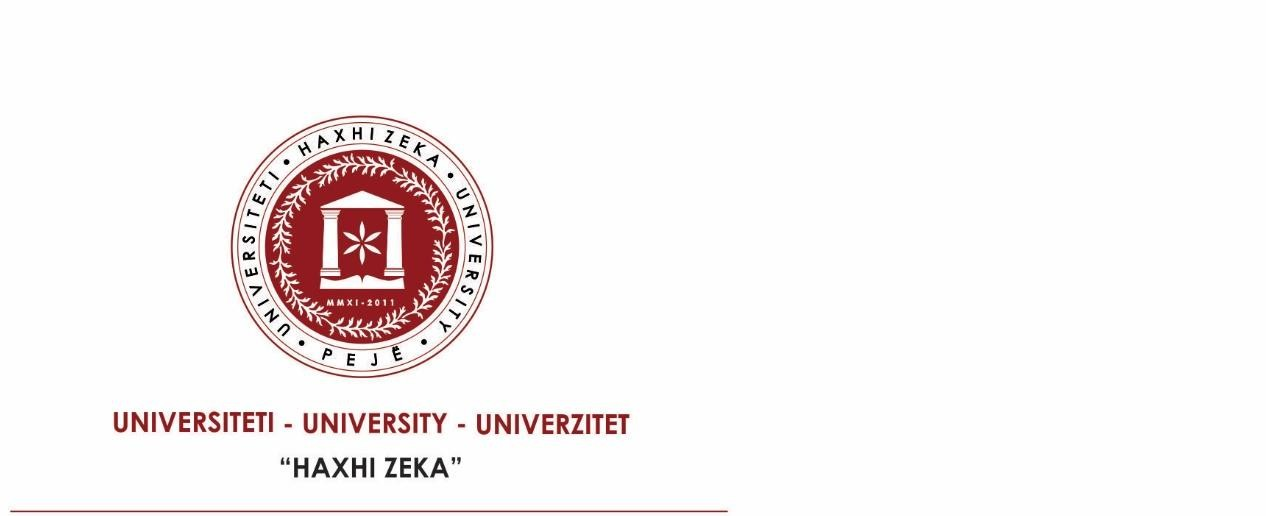 UNIVERSITETI • HAXHI ZEKA • UNIVERSITY • PEJË •
MMXI-2011
UNIVERSITETI - UNIVERSITY - UNIVERZITET
“HAXHI ZEKA”